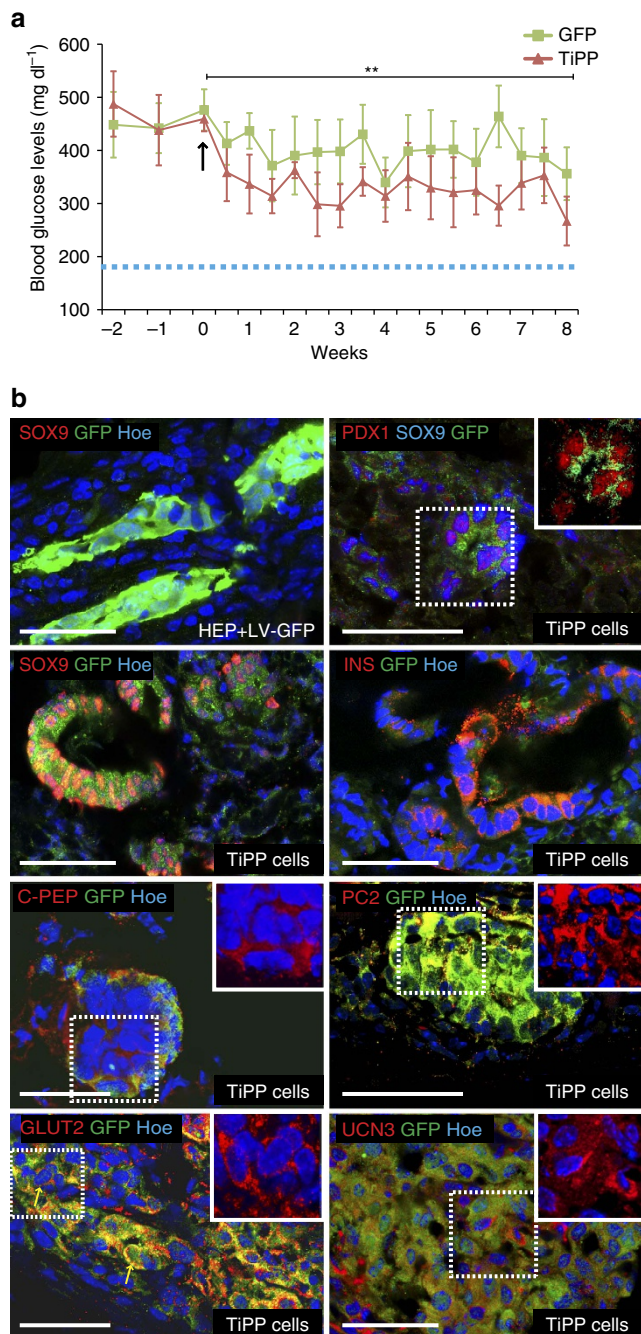 a
GFP
TiPP
**
Blood glucose levels (mg dl⁻¹)
600
500
400
300
200
100
–2 –1 0 1 2 3 4 5 6 7 8
Weeks
b
SOX9 GFP Hoe
HEP+LV-GFP
PDX1 SOX9 GFP
TiPP cells
SOX9 GFP Hoe
TiPP cells
INS GFP Hoe
TiPP cells
C-PEP GFP Hoe
TiPP cells
PC2 GFP Hoe
TiPP cells
GLUT2 GFP Hoe
TiPP cells
UCN3 GFP Hoe
TiPP cells